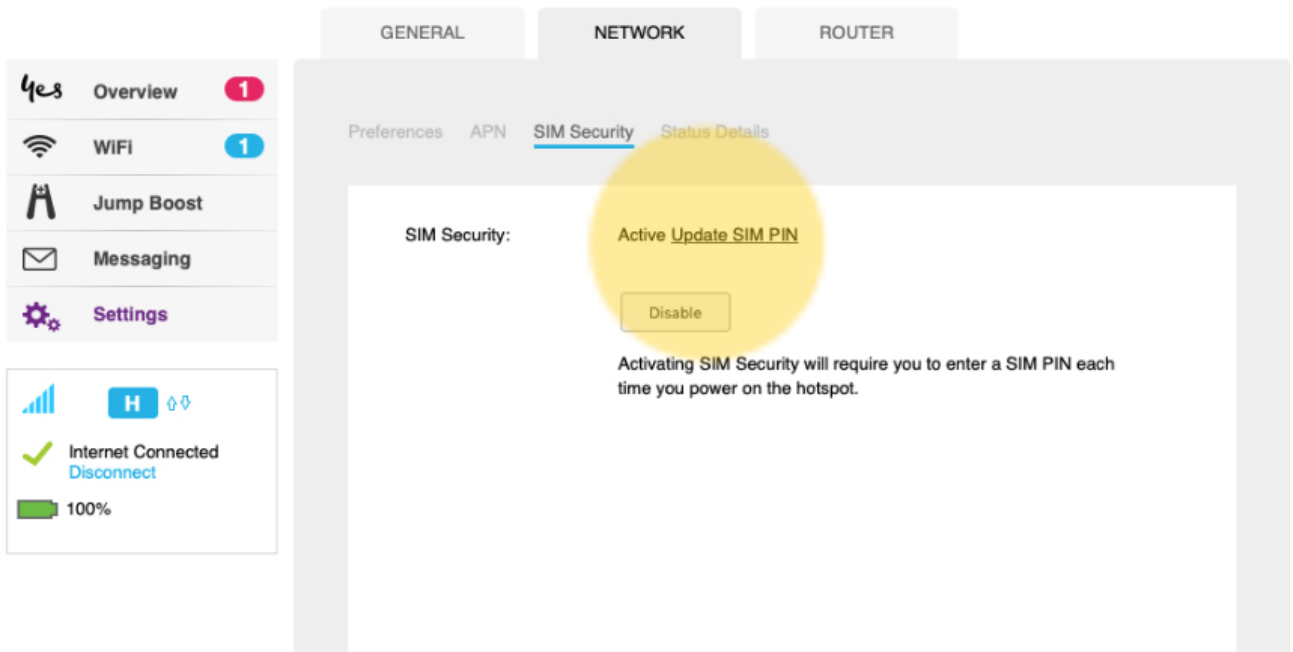 GENERAL NETWORK ROUTER
yes Overview 1
WiFi 1
Jump Boost
Messaging
Settings
Preferences APN SIM Security Status Details
SIM Security: Active Update SIM PIN
Disable
Activating SIM Security will require you to enter a SIM PIN each
time you power on the hotspot.
H
Internet Connected
Disconnect
100%